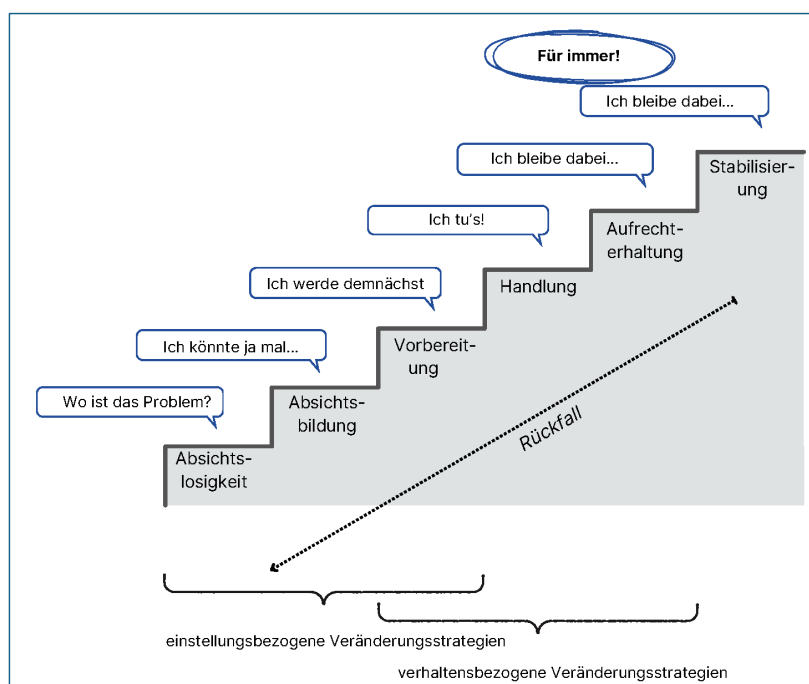 Für immer!
Ich bleibe dabei...
Ich bleibe dabei...
Stabilisier-
ung
Ich tu's!
Aufrecht-
erhaltung
Ich werde demnächst
Handlung
Ich könnte ja mal...
Vorbereit-
ung
Wo ist das Problem?
Absichts-
bildung
Absichts-
losigkeit
Rückfall
einstellungsbezogene Veränderungsstrategien
verhaltensbezogene Veränderungsstrategien